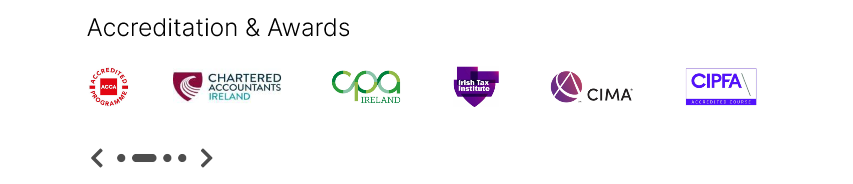 Accreditation & Awards
ACCREDITED
ACCA
PROGRAMME
CHARTERED
ACCOUNTANTS
IRELAND
cpa
IRELAND
Irish Tax
Institute
CIMA
CIPFA\
ACCREDITED COURSE